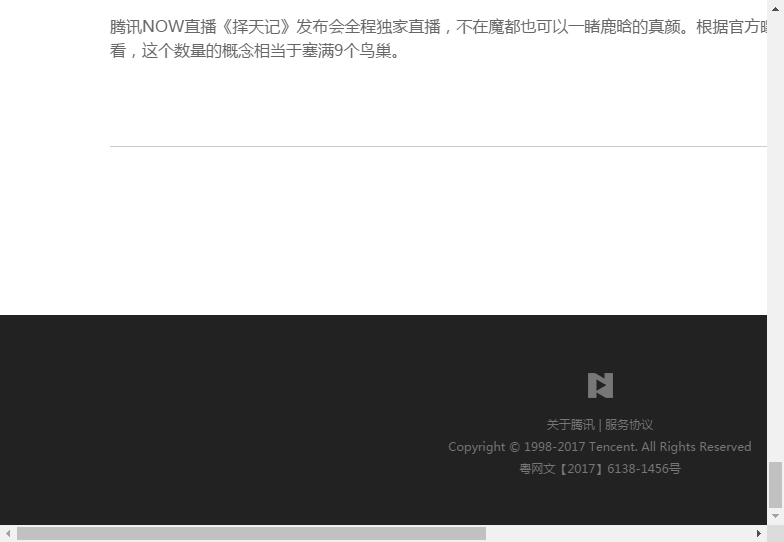 腾讯NOW直播《择天记》发布会全程独家直播，不在魔都也可以一睹鹿晗的真颜。根据官方
看，这个数量的概念相当于塞满9个鸟巢。
关于腾讯 | 服务协议
Copyright © 1998-2017 Tencent. All Rights Reserved
粤网文【2017】6138-1456号